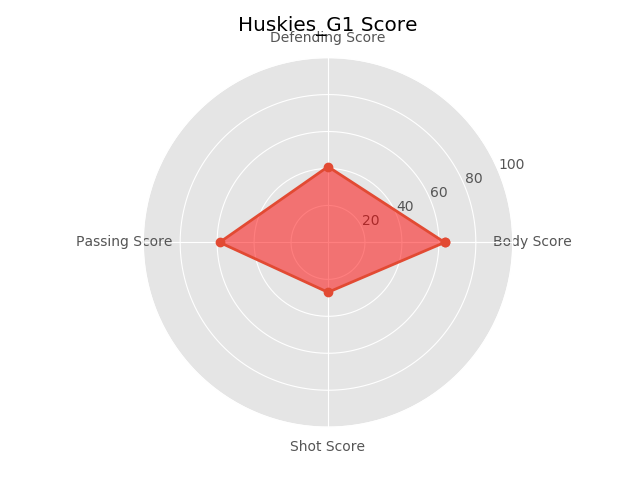 Huskies_G1 Score
Defending Score
100
80
60
40
20
Passing Score
Body Score
Shot Score